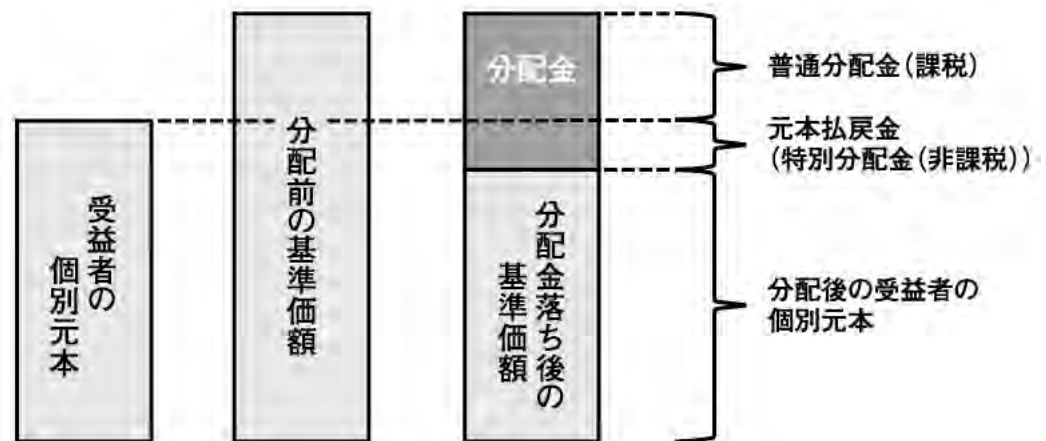 受益者の
個別元本
分配前の基準価額
分配金
分配金落ち後の
基準価額
普通分配金(課税)
元本払戻金
(特別分配金(非課税))
分配後の受益者の
個別元本